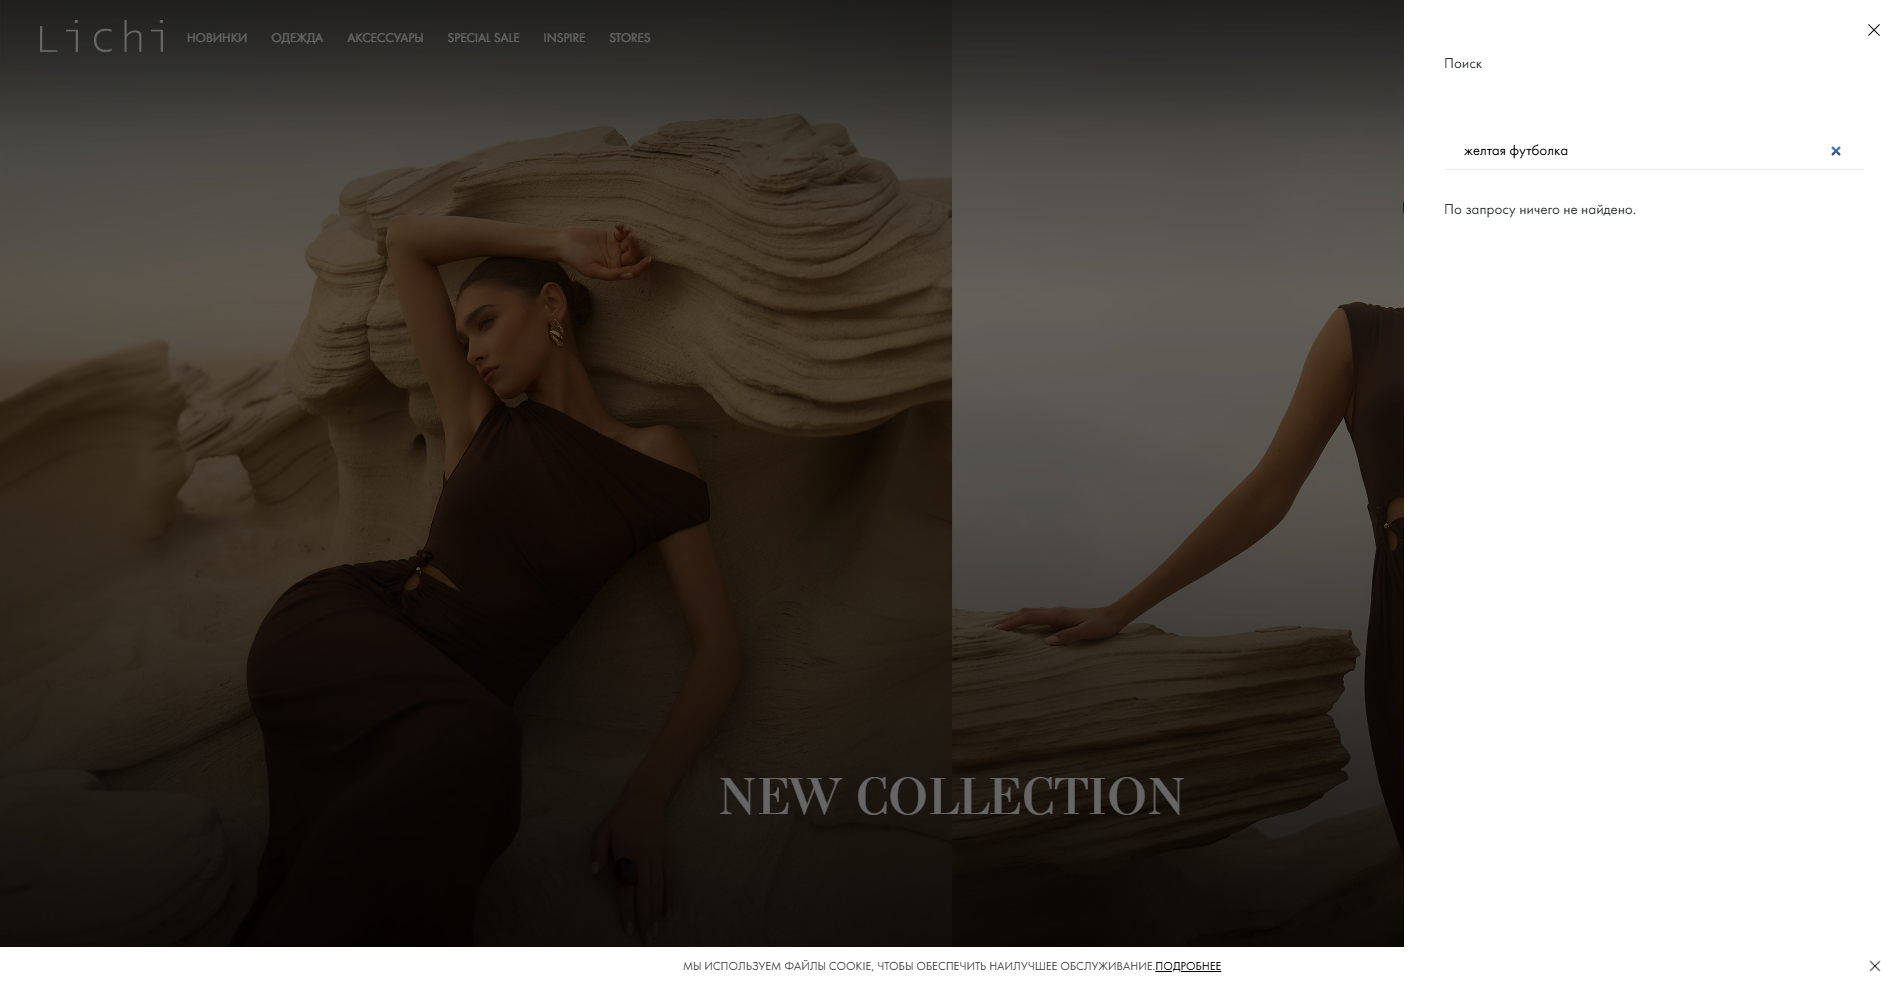 Lichi
НОВИНКИ
ОДЕЖДА
АКСЕССУАРЫ
SPECIAL SALE
INSPIRE
STORES
Поиск
желтая футболка
По запросу ничего не найдено.
NEW COLLECTION
МЫ ИСПОЛЬЗУЕМ ФАЙЛЫ COOKIE, ЧТОБЫ ОБЕСПЕЧИТЬ НАИЛУЧШЕЕ ОБСЛУЖИВАНИЕ.ПОДРОБНЕЕ